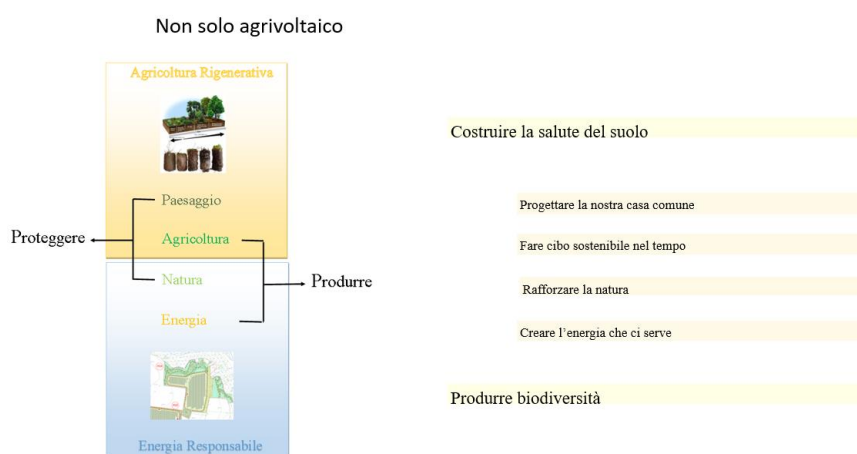 Non solo agrivoltaico
Agricoltura Rigenerativa
Paesaggio
Proteggere
Agricoltura
Natura
Produrre
Energia
Energia Responsabile
Costruire la salute del suolo
Progettare la nostra casa comune
Fare cibo sostenibile nel tempo
Rafforzare la natura
Creare l'energia che ci serve
Produrre biodiversità